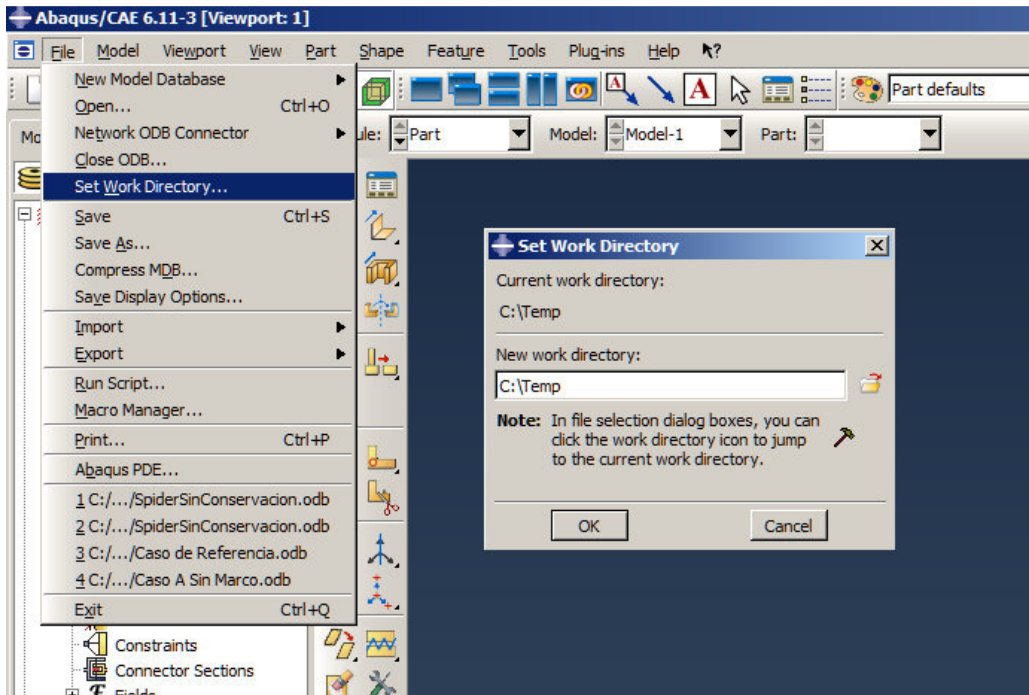 Abaqus/CAE 6.11-3 [Viewport: 1]
File Model Viewport View Part Shape Feature Tools Plug-ins Help
New Model Database
Open... Ctrl+O
Network ODB Connector
Close ODB...
Set Work Directory...
Save Ctrl+S
Save As...
Compress MDB...
Save Display Options...
Import
Export
Run Script...
Macro Manager...
Print... Ctrl+P
Abaqus PDE...
1 C:/.../SpiderSinConservacion.odb
2 C:/.../SpiderSinConservacion.odb
3 C:/.../Caso de Referencia.odb
4 C:/.../Caso A Sin Marco.odb
Exit Ctrl+Q
Constraints
Connector Sections
Fields
A A Part defaults
ule: Part Model: Model-1 Part:
Set Work Directory
Current work directory:
C:\Temp
New work directory:
C:\Temp
Note: In file selection dialog boxes, you can
click the work directory icon to jump
to the current work directory.
OK Cancel